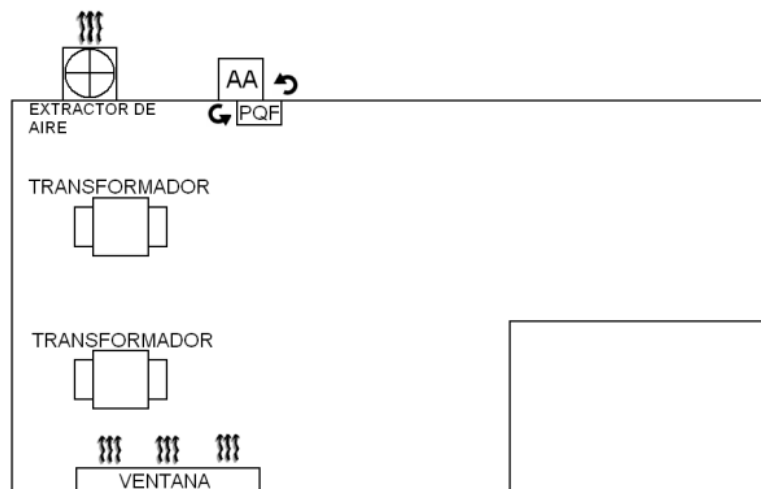 AA
EXTRACTOR DE
AIRE
PQF
TRANSFORMADOR
TRANSFORMADOR
VENTANA